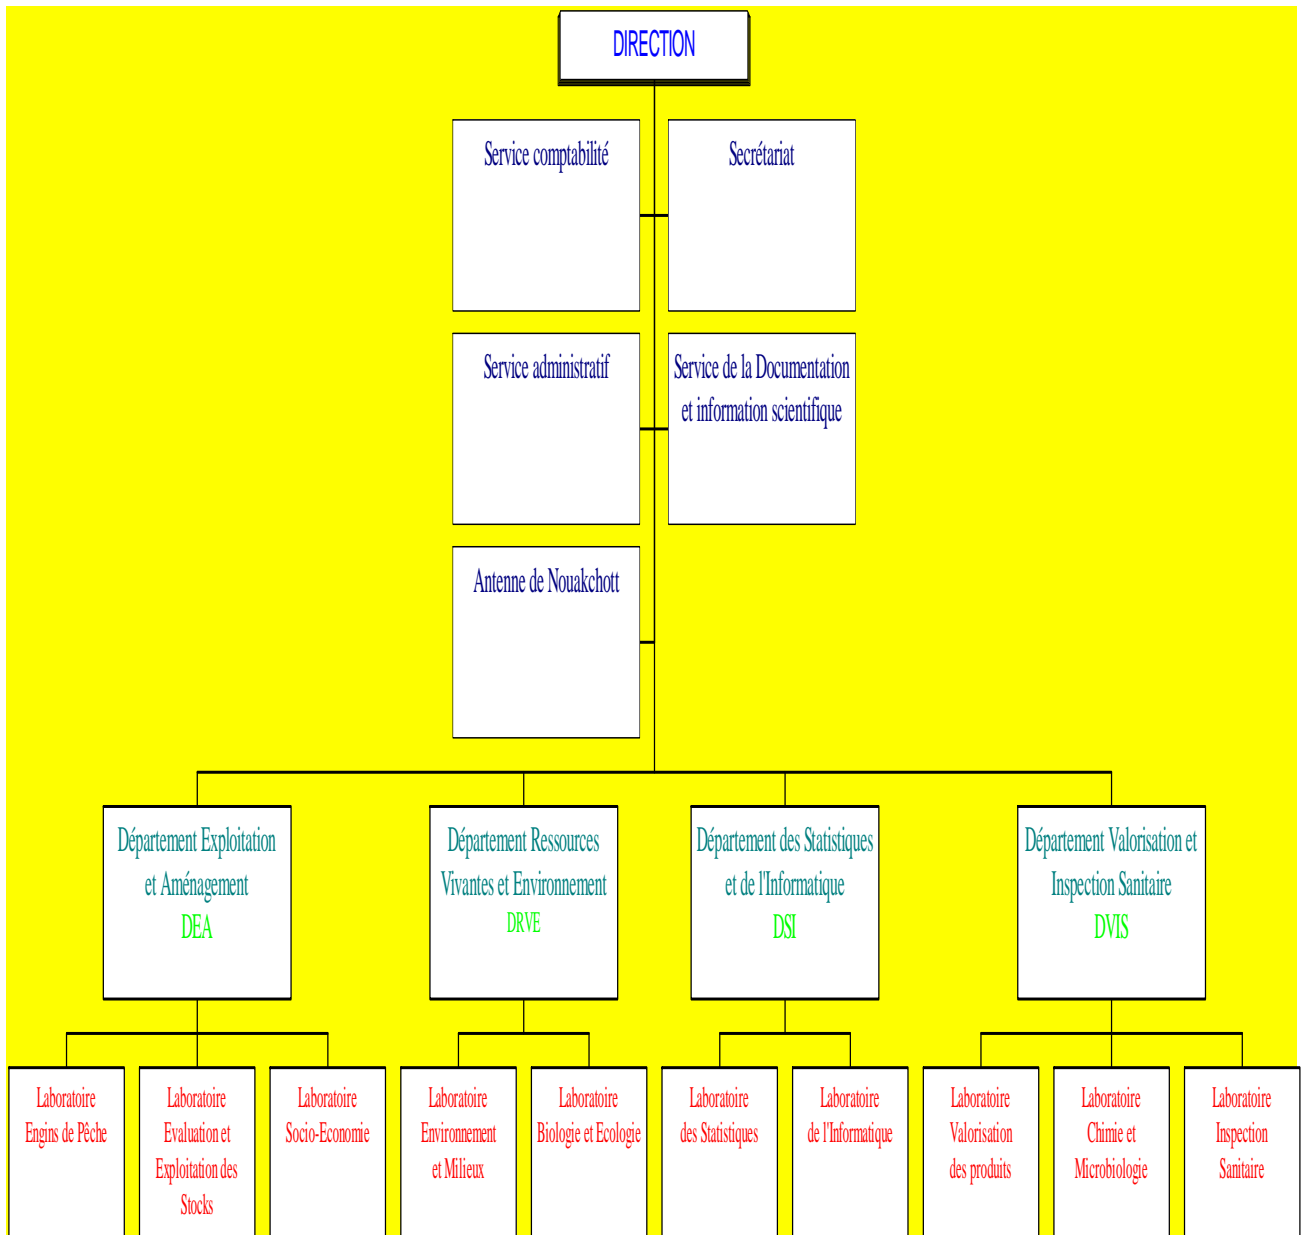 DIRECTION
Service comptabilité
Secrétariat
Service administratif
Service de la Documentation
et information scientifique
Antenne de Nouakchott
Département Exploitation
et Aménagement
DEA
Département Ressources
Vivantes et Environnement
DRVE
Département des Statistiques
et de l'Informatique
DSI
Département Valorisation et
Inspection Sanitaire
DVIS
Laboratoire
Engins de Pêche
Laboratoire
Evaluation et
Exploitation des
Stocks
Laboratoire
Socio-Economie
Laboratoire
Environnement
et Milieux
Laboratoire
Biologie et Ecologie
Laboratoire
des Statistiques
Laboratoire
de l'Informatique
Laboratoire
Valorisation
des produits
Laboratoire
Chimie et
Microbiologie
Laboratoire
Inspection
Sanitaire